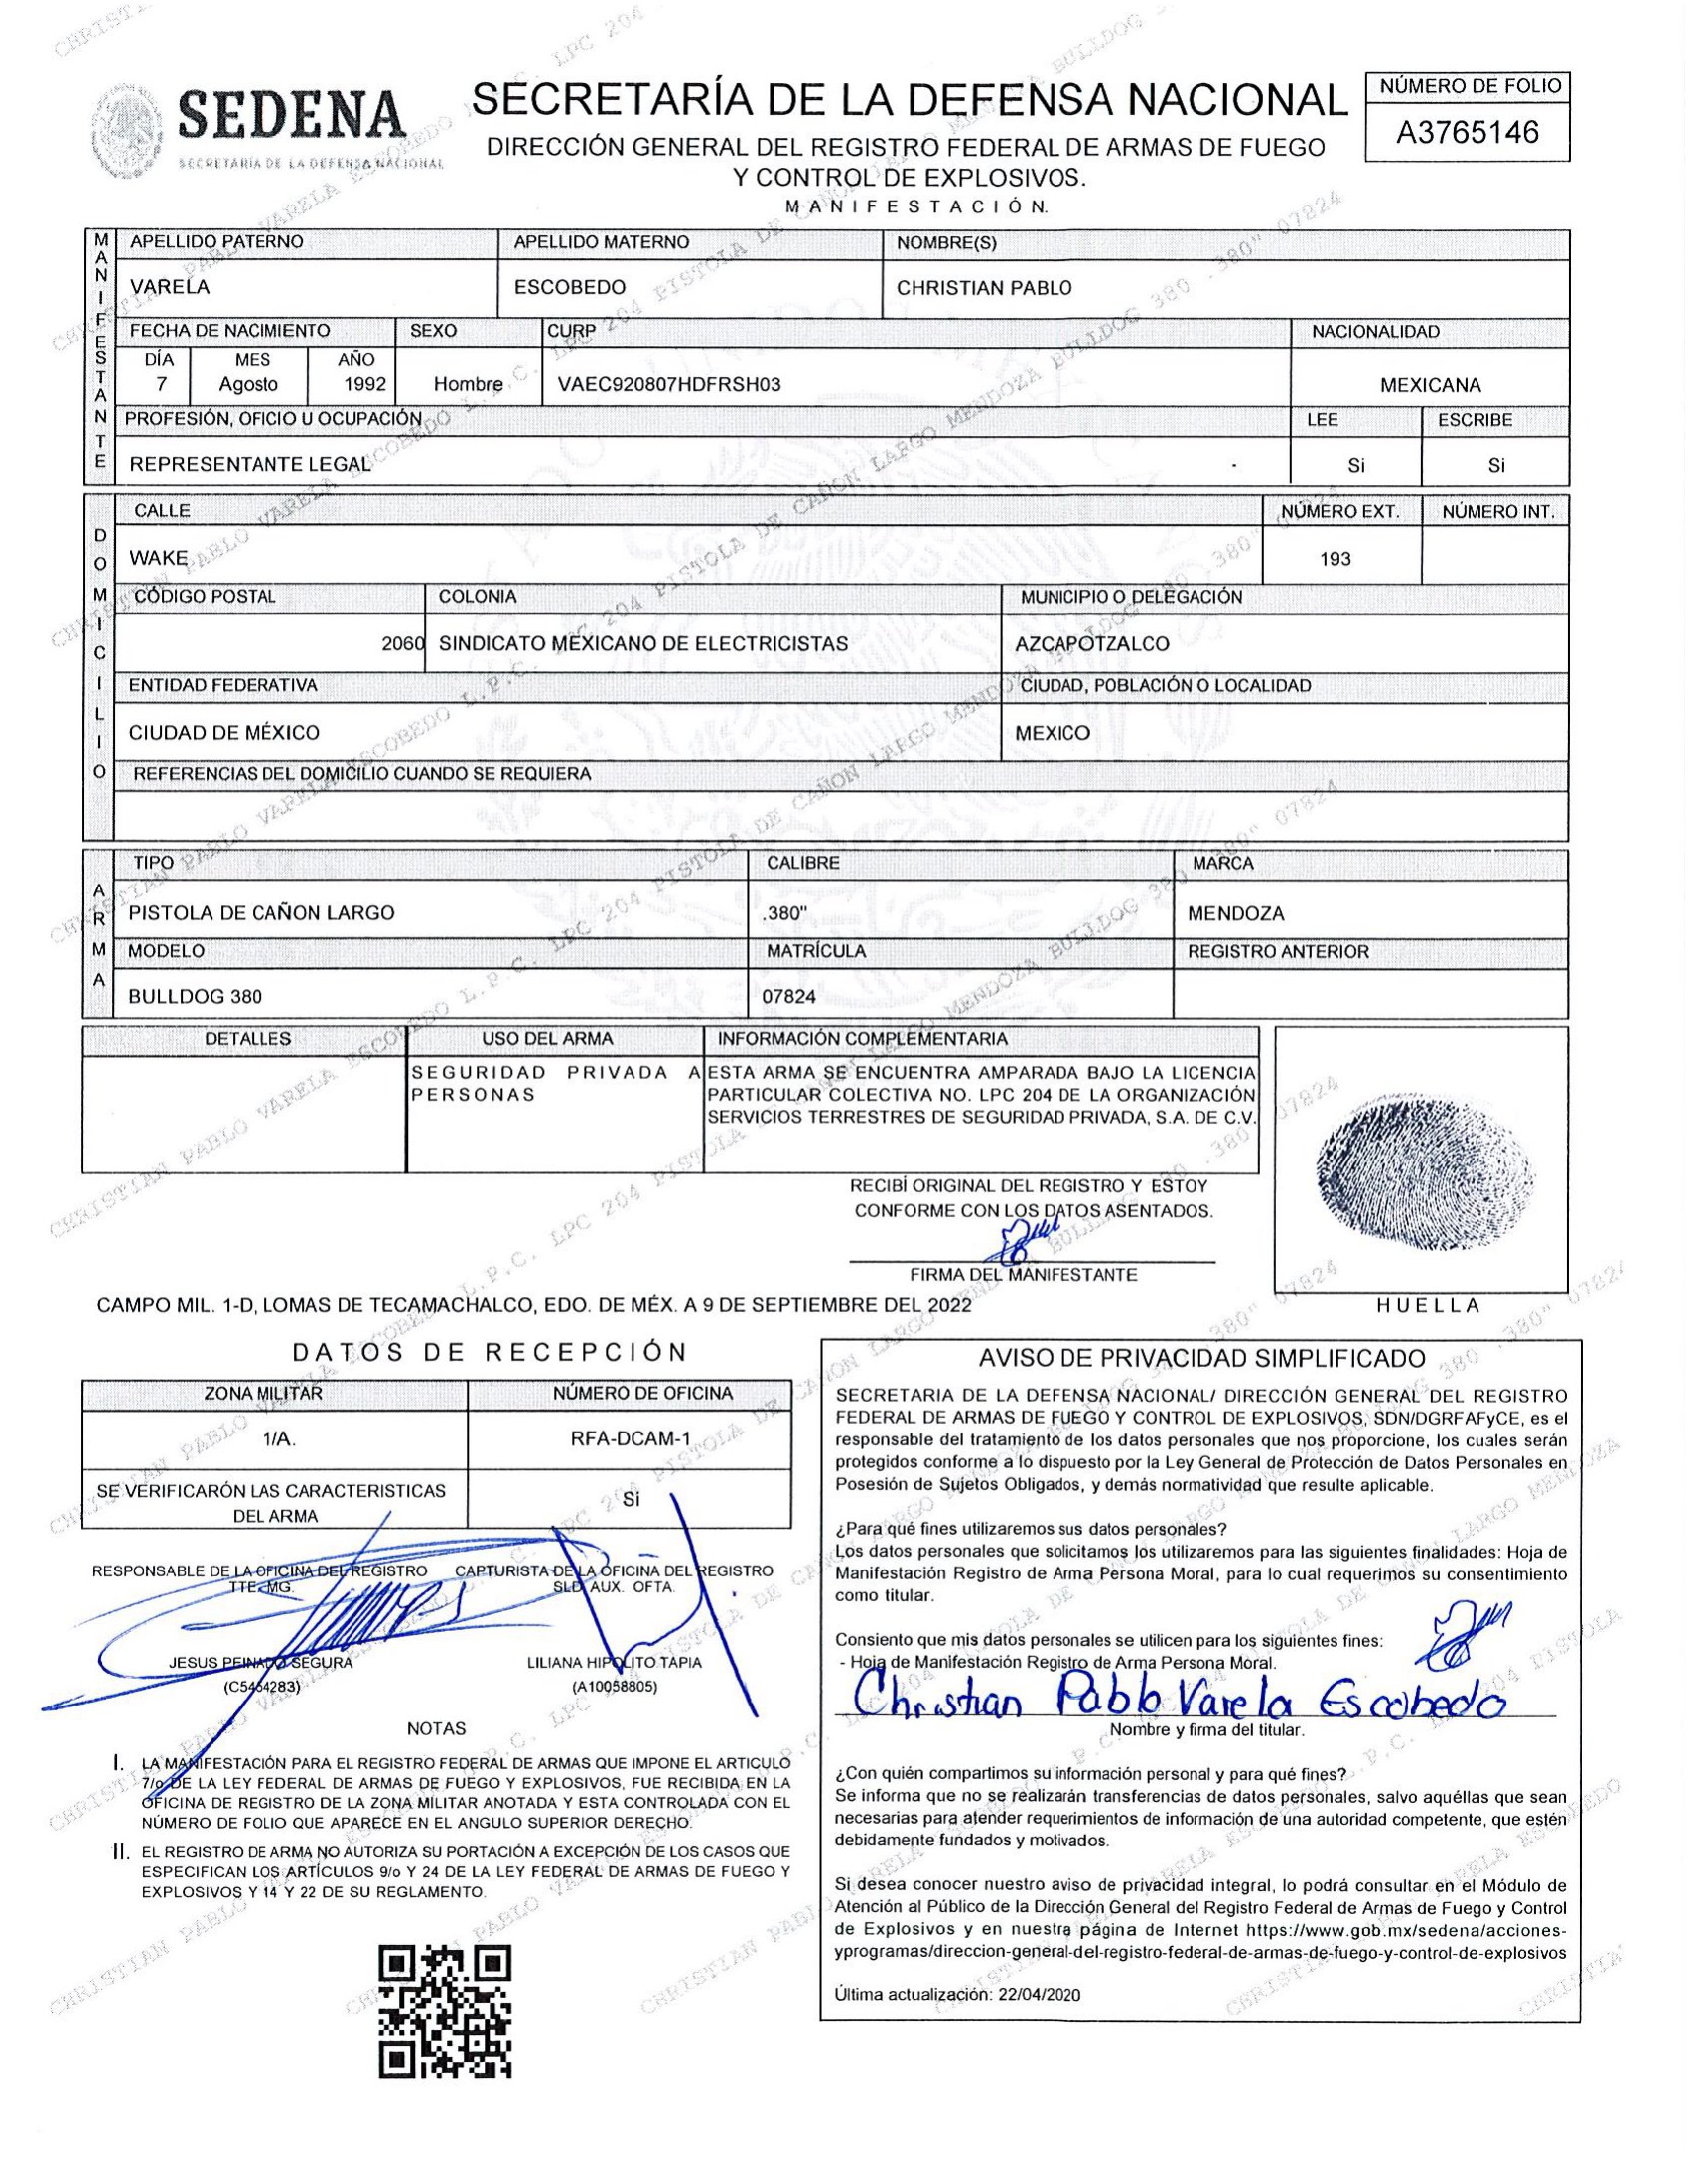 SEDENA
SECRETARÍA DE LA DEFENSA NACIONAL
SECRETARÍA DE LA DEFENSA NACIONAL
DIRECCIÓN GENERAL DEL REGISTRO FEDERAL DE ARMAS DE FUEGO
Y CONTROL DE EXPLOSIVOS.
MANIFESTACIÓN.
NÚMERO DE FOLIO
A3765146
MANIFESTANTE
APELLIDO PATERNO APELLIDO MATERNO NOMBRE(S)
VARELA ESCOBEDO CHRISTIAN PABLO
FECHA DE NACIMIENTO SEXO CURP NACIONALIDAD
DÍA MES AÑO
7 Agosto 1992 Hombre VAEC920807HDFRSH03 MEXICANA
PROFESIÓN, OFICIO U OCUPACIÓN LEE ESCRIBE
REPRESENTANTE LEGAL Si Si
DOMICILIO
CALLE NÚMERO EXT. NÚMERO INT.
WAKE 193
CÓDIGO POSTAL COLONIA MUNICIPIO O DELEGACIÓN
2060 SINDICATO MEXICANO DE ELECTRICISTAS AZCAPOTZALCO
ENTIDAD FEDERATIVA CIUDAD, POBLACIÓN O LOCALIDAD
CIUDAD DE MÉXICO MEXICO
REFERENCIAS DEL DOMICILIO CUANDO SE REQUIERA
ARMA
TIPO CALIBRE MARCA
PISTOLA DE CAÑON LARGO .380" MENDOZA
MODELO MATRÍCULA REGISTRO ANTERIOR
BULLDOG 380 07824
DETALLES USO DEL ARMA INFORMACIÓN COMPLEMENTARIA
SEGURIDAD PRIVADA A PERSONAS
ESTA ARMA SE ENCUENTRA AMPARADA BAJO LA LICENCIA
PARTICULAR COLECTIVA NO. LPC 204 DE LA ORGANIZACIÓN
SERVICIOS TERRESTRES DE SEGURIDAD PRIVADA, S.A. DE C.V.
RECIBÍ ORIGINAL DEL REGISTRO Y ESTOY
CONFORME CON LOS DATOS ASENTADOS.
FIRMA DEL MANIFESTANTE
HUELLA
CAMPO MIL. 1-D, LOMAS DE TECAMACHALCO, EDO. DE MÉX. A 9 DE SEPTIEMBRE DEL 2022
DATOS DE RECEPCIÓN
ZONA MILITAR NÚMERO DE OFICINA
1/A. RFA-DCAM-1
SE VERIFICARÓN LAS CARACTERISTICAS
DEL ARMA
Si
RESPONSABLE DE LA OFICINA DEL REGISTRO
TTE. MG.
JESUS PEINADO SEGURA
(C5464283)
CAPTURISTA DE LA OFICINA DEL REGISTRO
SLD. AUX. OFTA.
LILIANA HIPOLITO TAPIA
(A10058805)
NOTAS
I. LA MANIFESTACIÓN PARA EL REGISTRO FEDERAL DE ARMAS QUE IMPONE EL ARTICULO
7/o DE LA LEY FEDERAL DE ARMAS DE FUEGO Y EXPLOSIVOS, FUE RECIBIDA EN LA
OFICINA DE REGISTRO DE LA ZONA MILITAR ANOTADA Y ESTA CONTROLADA CON EL
NÚMERO DE FOLIO QUE APARECE EN EL ANGULO SUPERIOR DERECHO.
II. EL REGISTRO DE ARMA NO AUTORIZA SU PORTACIÓN A EXCEPCIÓN DE LOS CASOS QUE
ESPECIFICAN LOS ARTÍCULOS 9/o Y 24 DE LA LEY FEDERAL DE ARMAS DE FUEGO Y
EXPLOSIVOS Y 14 Y 22 DE SU REGLAMENTO.
AVISO DE PRIVACIDAD SIMPLIFICADO
SECRETARIA DE LA DEFENSA NACIONAL/ DIRECCIÓN GENERAL DEL REGISTRO
FEDERAL DE ARMAS DE FUEGO Y CONTROL DE EXPLOSIVOS, SDN/DGRFAFyCE, es el
responsable del tratamiento de los datos personales que nos proporcione, los cuales serán
protegidos conforme a lo dispuesto por la Ley General de Protección de Datos Personales en
Posesión de Sujetos Obligados, y demás normatividad que resulte aplicable.
¿Para qué fines utilizaremos sus datos personales?
Los datos personales que solicitamos los utilizaremos para las siguientes finalidades: Hoja de
Manifestación Registro de Arma Persona Moral, para lo cual requerimos su consentimiento
como titular.
Consiento que mis datos personales se utilicen para los siguientes fines:
- Hoja de Manifestación Registro de Arma Persona Moral.
Christian Pablo Varela Escobedo
Nombre y firma del titular.
¿Con quién compartimos su información personal y para qué fines?
Se informa que no se realizarán transferencias de datos personales, salvo aquéllas que sean
necesarias para atender requerimientos de información de una autoridad competente, que estén
debidamente fundados y motivados.
Si desea conocer nuestro aviso de privacidad integral, lo podrá consultar en el Módulo de
Atención al Público de la Dirección General del Registro Federal de Armas de Fuego y Control
de Explosivos y en nuestra página de Internet https://www.gob.mx/sedena/acciones-
yprogramas/direccion-general-del-registro-federal-de-armas-de-fuego-y-control-de-explosivos
Última actualización: 22/04/2020
CHRISTIAN PABLO VARELA ESCOBEDO L.P.C. LPC 204 PISTOLA DE CAÑON LARGO MENDOZA BULLDOG 380 .380" 07824